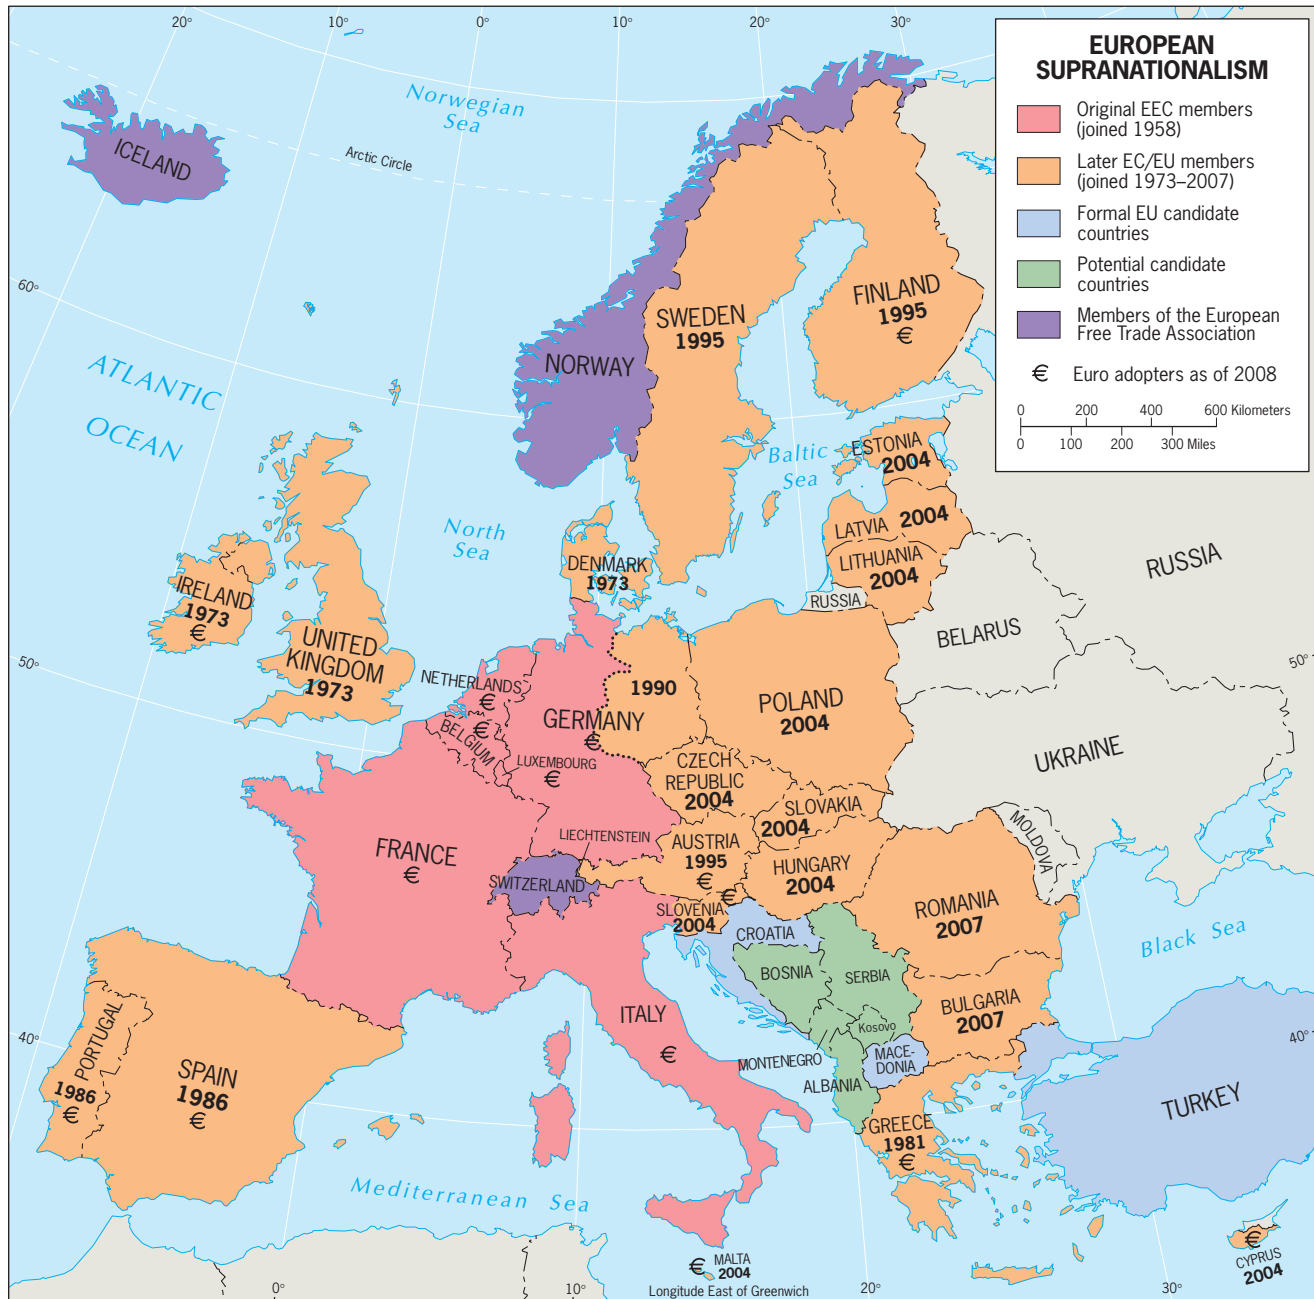 20°
10°
0°
10°
20°
30°
EUROPEAN
SUPRANATIONALISM
Original EEC members
(joined 1958)
Later EC/EU members
(joined 1973–2007)
Formal EU candidate
countries
Potential candidate
countries
Members of the European
Free Trade Association
€ Euro adopters as of 2008
0 200 400 600 Kilometers
0 100 200 300 Miles
Norwegian
Sea
Arctic Circle
ICELAND
60°
FINLAND
1995
€
SWEDEN
1995
NORWAY
ATLANTIC
OCEAN
Baltic
Sea
ESTONIA
2004
North
Sea
LATVIA 2004
LITHUANIA
2004
RUSSIA
RUSSIA
DENMARK
1973
IRELAND
1973
€
UNITED
KINGDOM
1973
BELARUS
50°
50°
NETHERLANDS
€
BELGIUM
€
LUXEMBOURG
€
GERMANY
€
1990
POLAND
2004
UKRAINE
CZECH
REPUBLIC
2004
SLOVAKIA
2004
MOLDOVA
LIECHTENSTEIN
AUSTRIA
1995
€
HUNGARY
2004
FRANCE
€
SWITZERLAND
SLOVENIA
2004
€
ROMANIA
2007
CROATIA
BOSNIA
SERBIA
Black Sea
BULGARIA
2007
ITALY
€
Kosovo
MONTENEGRO
MACE-
DONIA
ALBANIA
40°
40°
PORTUGAL
1986
€
SPAIN
1986
€
TURKEY
GREECE
1981
€
Mediterranean Sea
€ MALTA
2004
€
CYPRUS
2004
0°
10°
Longitude East of Greenwich
20°
30°